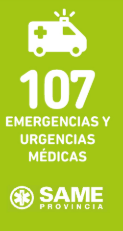 107
EMERGENCIAS Y
URGENCIAS
MÉDICAS
SAME
PROVINCIA